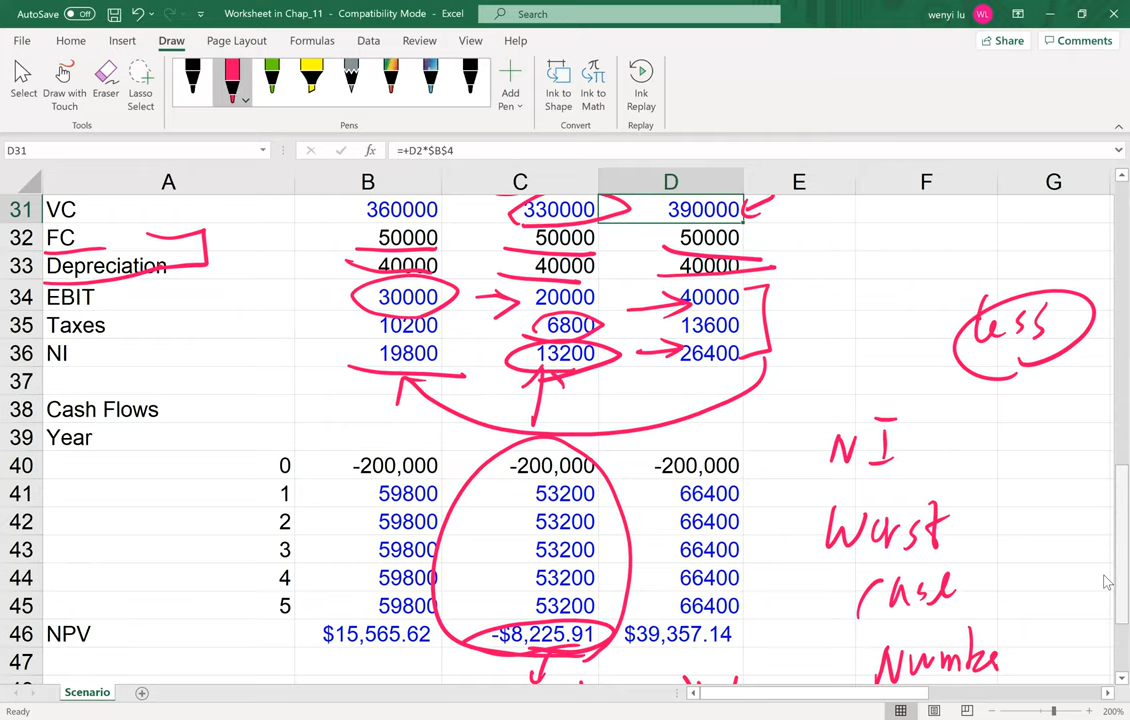 AutoSave Off Worksheet in Chap_11 - Compatibility Mode - Excel Search wenyi lu WL
File Home Insert Draw Page Layout Formulas Data Review View Help Share Comments
Select Draw with Touch Eraser Lasso Select Add Pen Ink to Shape Ink to Math Ink Replay
Tools Pens Convert Replay
D31 fx =+D2*$B$4
A B C D E F G
31 VC 360000 330000 390000
32 FC 50000 50000 50000
33 Depreciation 40000 40000 40000
34 EBIT 30000 20000 40000
less
35 Taxes 10200 6800 13600
36 NI 19800 13200 26400
37
38 Cash Flows
39 Year
NI
40 0 -200,000 -200,000 -200,000
41 1 59800 53200 66400
42 2 59800 53200 66400
Worst
43 3 59800 53200 66400
44 4 59800 53200 66400
case
45 5 59800 53200 66400
46 NPV $15,565.62 -$8,225.91 $39,357.14
Numbe
47
Scenario
Ready 200%